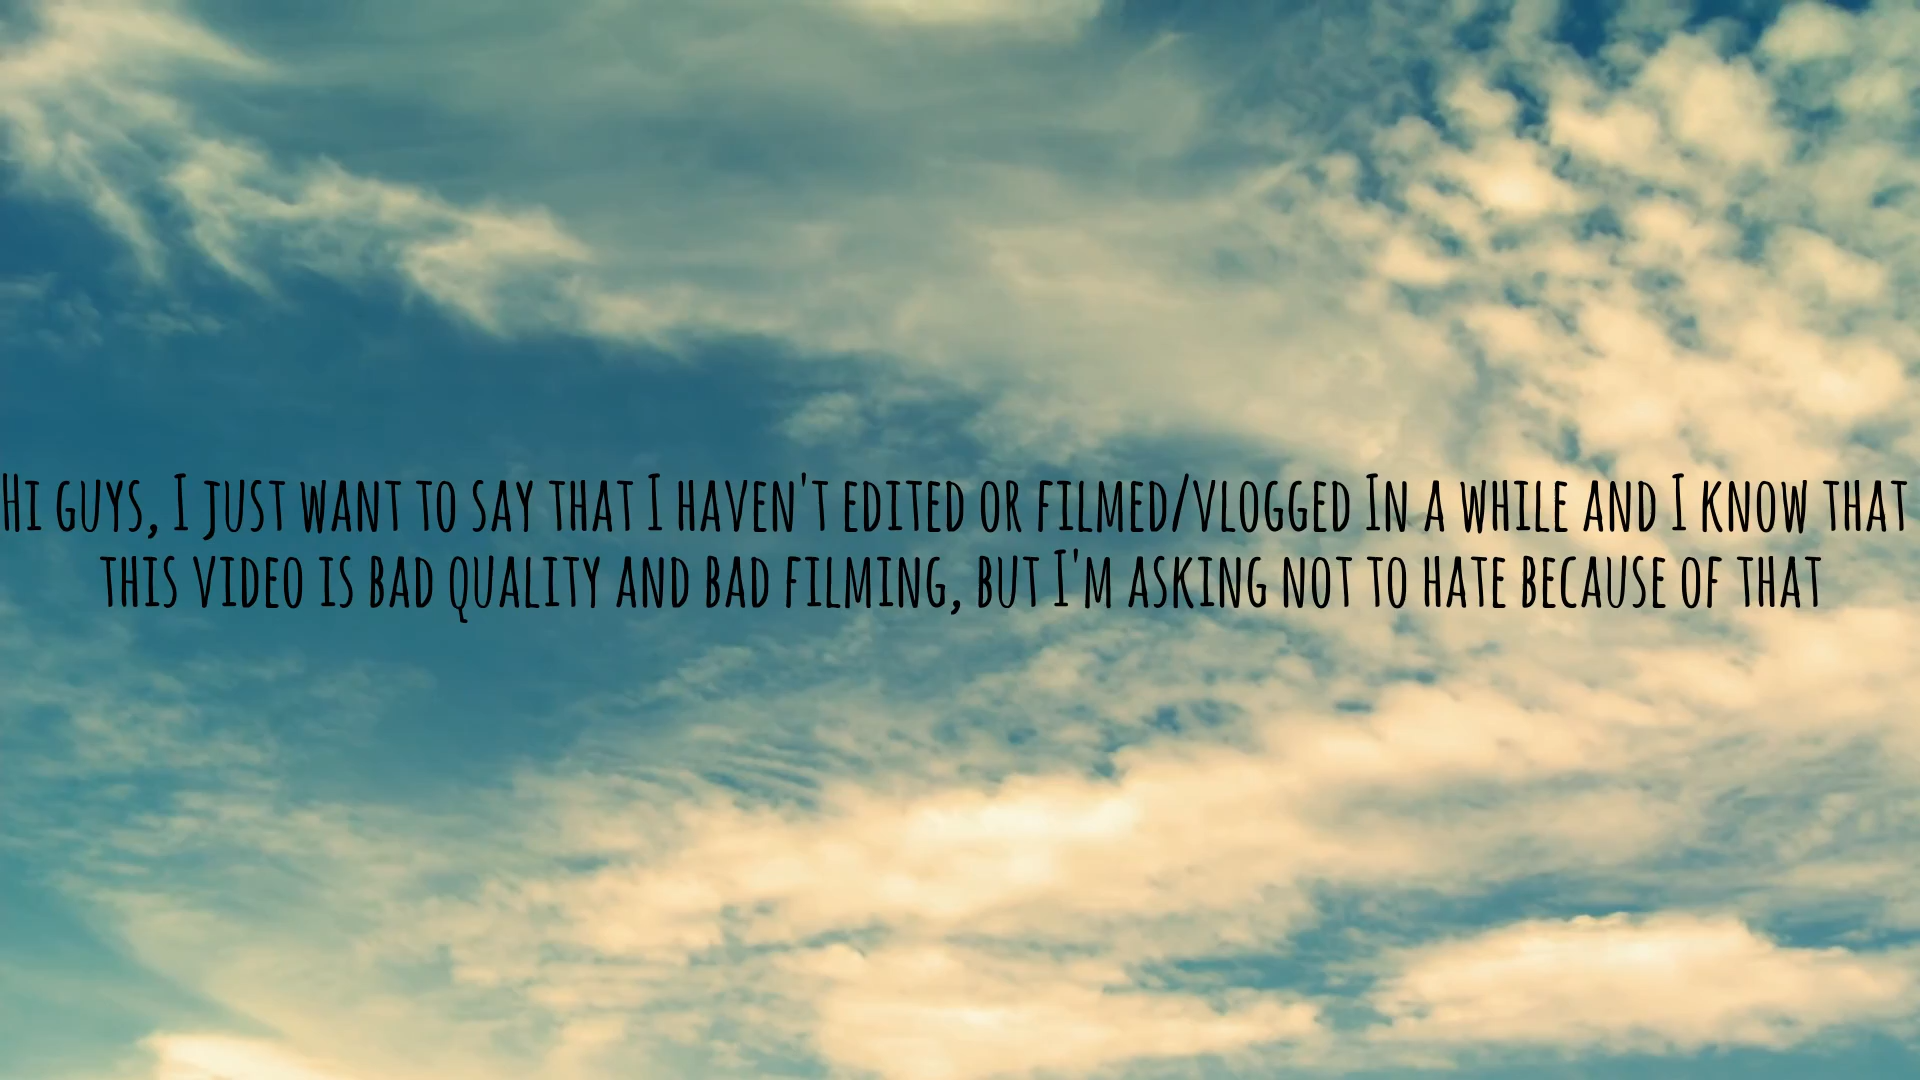 Hi guys, I just want to say that I haven't edited or filmed/vlogged In a while and I know that
this video is bad quality and bad filming, but I'm asking not to hate because of that